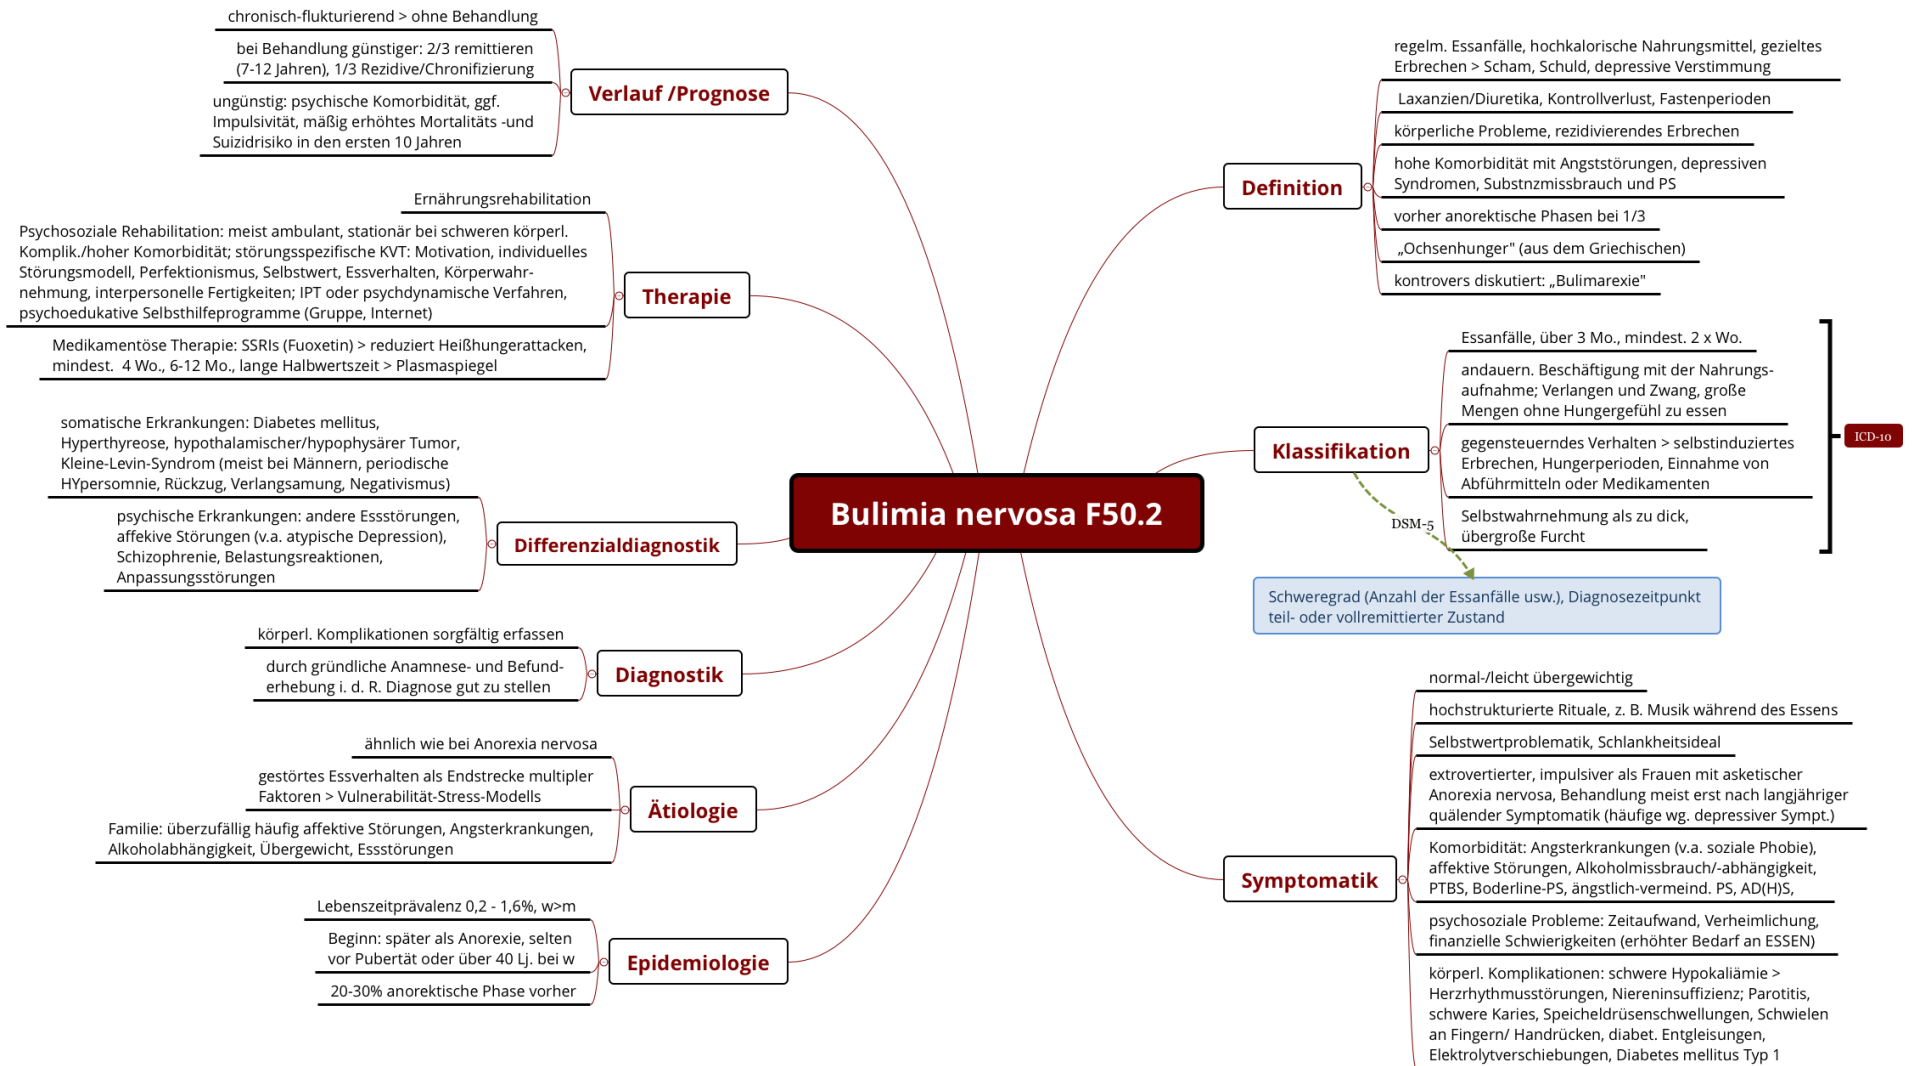 Bulimia nervosa F50.2
Verlauf /Prognose
chronisch-flukturierend > ohne Behandlung
bei Behandlung günstiger: 2/3 remittieren
(7-12 Jahren), 1/3 Rezidive/Chronifizierung
ungünstig: psychische Komorbidität, ggf.
Impulsivität, mäßig erhöhtes Mortalitäts -und
Suizidrisiko in den ersten 10 Jahren
Therapie
Ernährungsrehabilitation
Psychosoziale Rehabilitation: meist ambulant, stationär bei schweren körperl.
Komplik./hoher Komorbidität; störungsspezifische KVT: Motivation, individuelles
Störungsmodell, Perfektionismus, Selbstwert, Essverhalten, Körperwahr-
nehmung, interpersonelle Fertigkeiten; IPT oder psychdynamische Verfahren,
psychoedukative Selbsthilfeprogramme (Gruppe, Internet)
Medikamentöse Therapie: SSRIs (Fuoxetin) > reduziert Heißhungerattacken,
mindest. 4 Wo., 6-12 Mo., lange Halbwertszeit > Plasmaspiegel
Differenzialdiagnostik
somatische Erkrankungen: Diabetes mellitus,
Hyperthyreose, hypothalamischer/hypophysärer Tumor,
Kleine-Levin-Syndrom (meist bei Männern, periodische
HYpersomnie, Rückzug, Verlangsamung, Negativismus)
psychische Erkrankungen: andere Essstörungen,
affekive Störungen (v.a. atypische Depression),
Schizophrenie, Belastungsreaktionen,
Anpassungsstörungen
Diagnostik
körperl. Komplikationen sorgfältig erfassen
durch gründliche Anamnese- und Befund-
erhebung i. d. R. Diagnose gut zu stellen
Ätiologie
ähnlich wie bei Anorexia nervosa
gestörtes Essverhalten als Endstrecke multipler
Faktoren > Vulnerabilität-Stress-Modells
Familie: überzufällig häufig affektive Störungen, Angsterkrankungen,
Alkoholabhängigkeit, Übergewicht, Essstörungen
Epidemiologie
Lebenszeitprävalenz 0,2 - 1,6%, w>m
Beginn: später als Anorexie, selten
vor Pubertät oder über 40 Lj. bei w
20-30% anorektische Phase vorher
Definition
regelm. Essanfälle, hochkalorische Nahrungsmittel, gezieltes
Erbrechen > Scham, Schuld, depressive Verstimmung
Laxanzien/Diuretika, Kontrollverlust, Fastenperioden
körperliche Probleme, rezidivierendes Erbrechen
hohe Komorbidität mit Angststörungen, depressiven
Syndromen, Substnzmissbrauch und PS
vorher anorektische Phasen bei 1/3
„Ochsenhunger" (aus dem Griechischen)
kontrovers diskutiert: „Bulimarexie"
Klassifikation
Essanfälle, über 3 Mo., mindest. 2 x Wo.
andauern. Beschäftigung mit der Nahrungs-
aufnahme; Verlangen und Zwang, große
Mengen ohne Hungergefühl zu essen
gegensteuerndes Verhalten > selbstinduziertes
Erbrechen, Hungerperioden, Einnahme von
Abführmitteln oder Medikamenten
Selbstwahrnehmung als zu dick,
übergroße Furcht
ICD-10
DSM-5
Schweregrad (Anzahl der Essanfälle usw.), Diagnosezeitpunkt
teil- oder vollremittierter Zustand
Symptomatik
normal-/leicht übergewichtig
hochstrukturierte Rituale, z. B. Musik während des Essens
Selbstwertproblematik, Schlankheitsideal
extrovertierter, impulsiver als Frauen mit asketischer
Anorexia nervosa, Behandlung meist erst nach langjähriger
quälender Symptomatik (häufige wg. depressiver Sympt.)
Komorbidität: Angsterkrankungen (v.a. soziale Phobie),
affektive Störungen, Alkoholmissbrauch/-abhängigkeit,
PTBS, Boderline-PS, ängstlich-vermeind. PS, AD(H)S,
psychosoziale Probleme: Zeitaufwand, Verheimlichung,
finanzielle Schwierigkeiten (erhöhter Bedarf an ESSEN)
körperl. Komplikationen: schwere Hypokaliämie >
Herzrhythmusstörungen, Niereninsuffizienz; Parotitis,
schwere Karies, Speicheldrüsenschwellungen, Schwielen
an Fingern/ Handrücken, diabet. Entgleisungen,
Elektrolytverschiebungen, Diabetes mellitus Typ 1